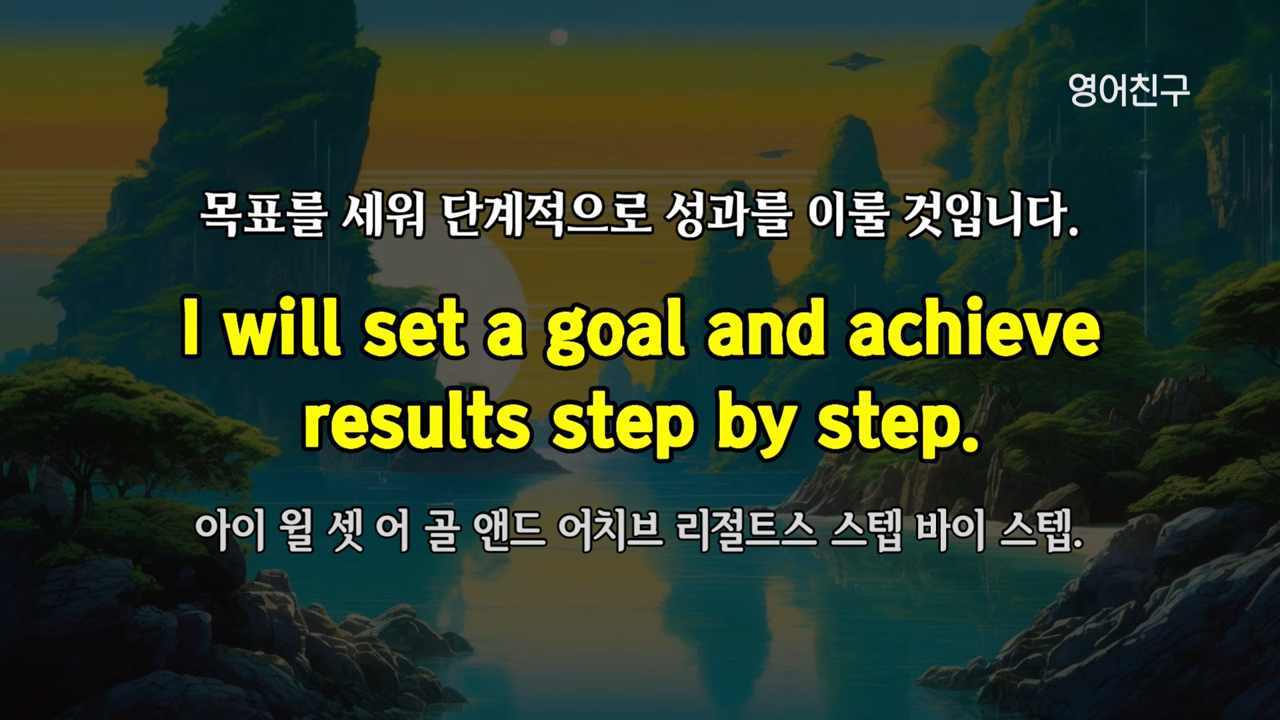 영어친구
목표를 세워 단계적으로 성과를 이룰 것입니다.
I will set a goal and achieve
results step by step.
아이 윌 셋 어 골 앤드 어치브 리절트스 스텝 바이 스텝.